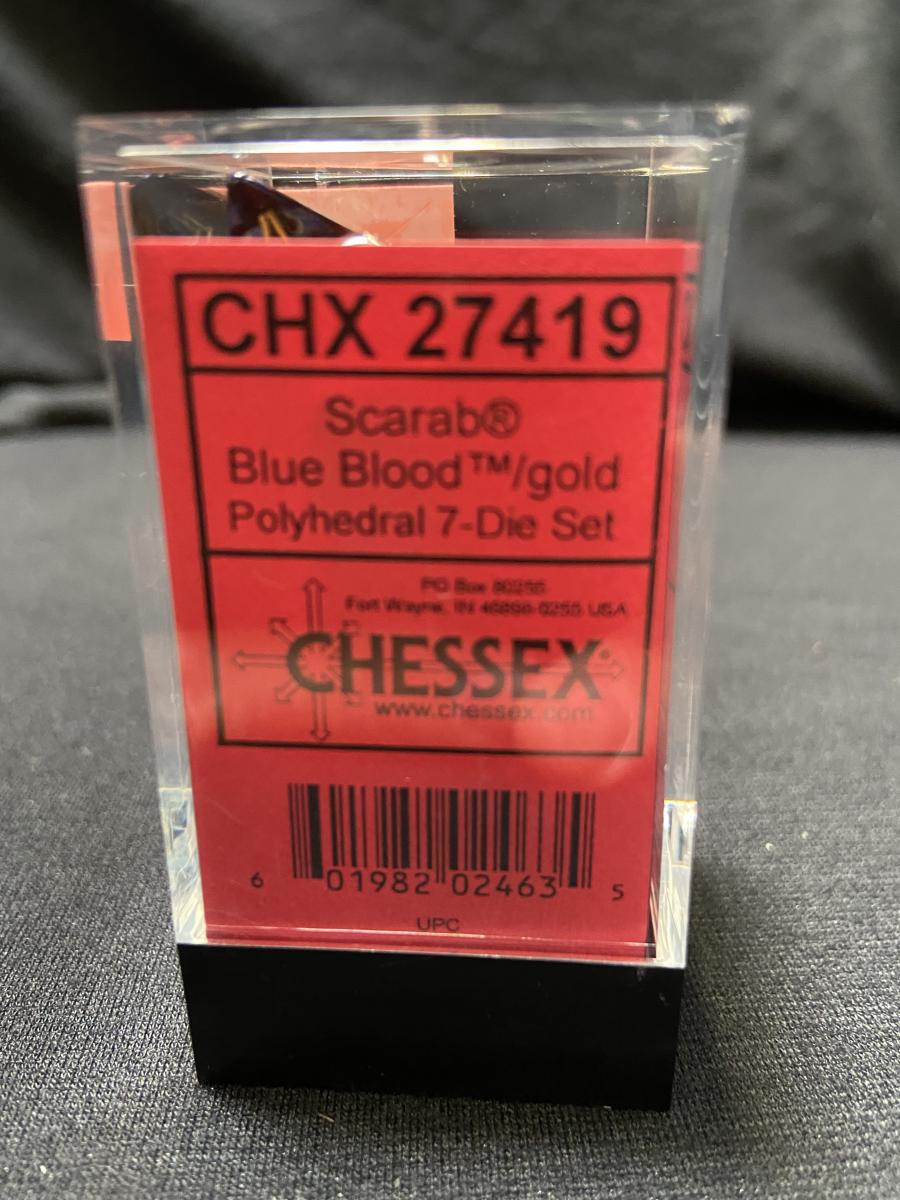 CHX 27419
Scarab®
Blue Blood™/gold
Polyhedral 7-Die Set
PO Box 80255
Fort Wayne, IN 46898-0255 USA
CHESSEX®
www.chessex.com
6 01982 02463 5
UPC